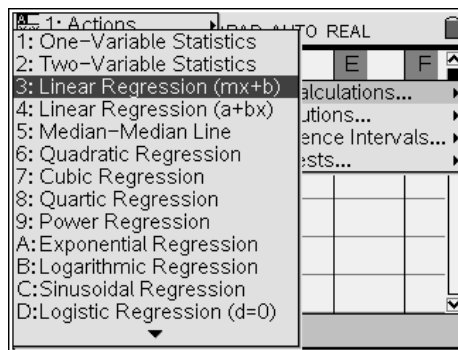 1: Actions
RAD AUTO REAL
1: One-Variable Statistics
2: Two-Variable Statistics
E F
3: Linear Regression (mx+b)
alculations...
4: Linear Regression (a+bx)
utions...
5: Median-Median Line
ence Intervals...
6: Quadratic Regression
ests...
7: Cubic Regression
8: Quartic Regression
9: Power Regression
A:Exponential Regression
B:Logarithmic Regression
C:Sinusoidal Regression
D:Logistic Regression (d=0)